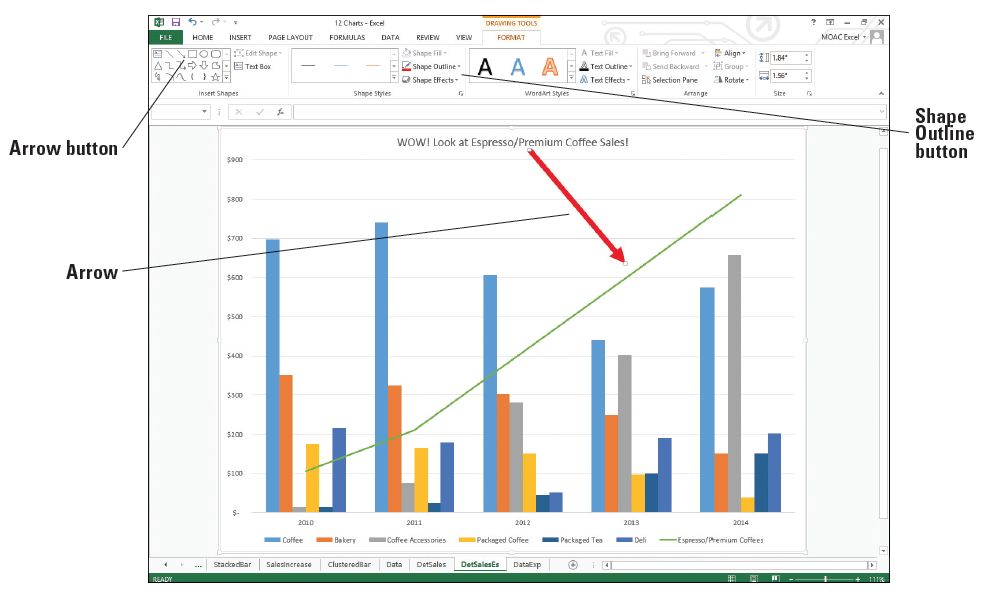 12 Charts - Excel
DRAWING TOOLS
?
FILE HOME INSERT PAGE LAYOUT FORMULAS DATA REVIEW VIEW FORMAT
MOAC Excel
Edit Shape
Text Box
Insert Shapes
Shape Fill
Shape Outline
Shape Effects
Shape Styles
A A A
Text Fill
Text Outline
Text Effects
WordArt Styles
Bring Forward
Send Backward
Selection Pane
Align
Group
Rotate
Arrange
1.84"
1.56"
Size
Arrow button
Shape
Outline
button
Arrow
WOW! Look at Espresso/Premium Coffee Sales!
$900
$800
$700
$600
$500
$400
$300
$200
$100
$-
2010 2011 2012 2013 2014
Coffee Bakery Coffee Accessories Packaged Coffee Packaged Tea Deli Espresso/Premium Coffees
... StackedBar SalesIncrease ClusteredBar Data DetSales DetSalesEs DataExp
READY
111%